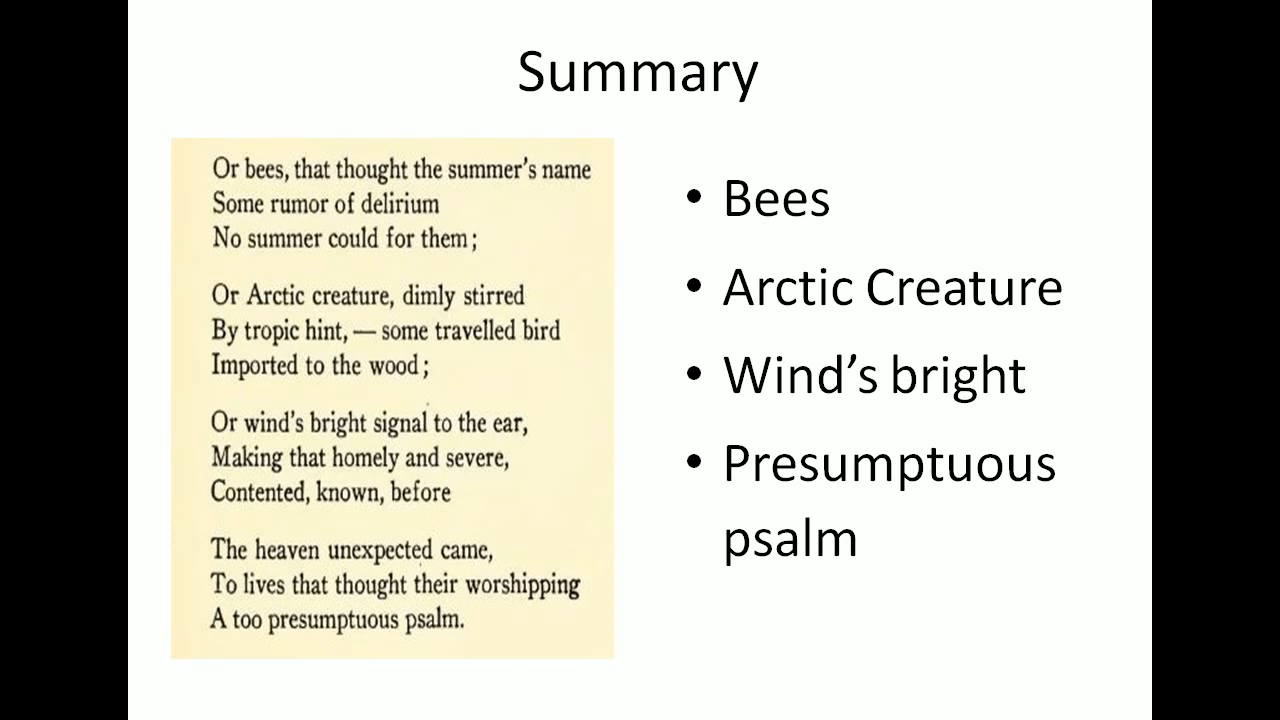 Summary
Or bees, that thought the summer's name
Some rumor of delirium
No summer could for them;
Or Arctic creature, dimly stirred
By tropic hint, — some travelled bird
Imported to the wood;
Or wind's bright signal to the ear,
Making that homely and severe,
Contented, known, before
The heaven unexpected came,
To lives that thought their worshipping
A too presumptuous psalm.
• Bees
• Arctic Creature
• Wind’s bright
• Presumptuous
psalm